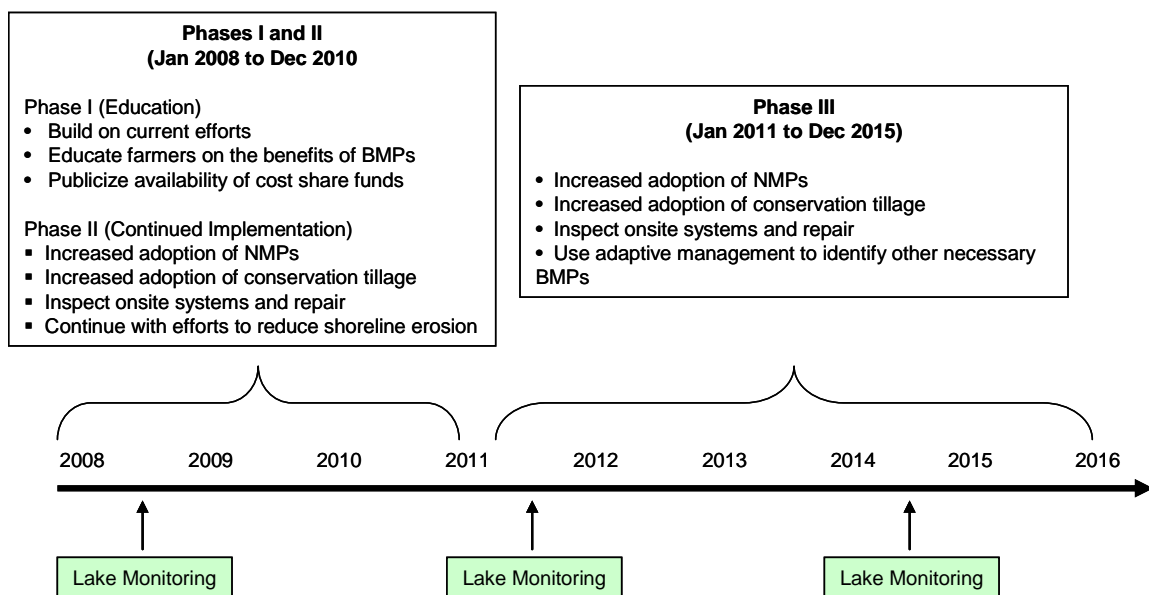 Phases I and II
(Jan 2008 to Dec 2010
Phase I (Education)
• Build on current efforts
• Educate farmers on the benefits of BMPs
• Publicize availability of cost share funds
Phase II (Continued Implementation)
▪ Increased adoption of NMPs
▪ Increased adoption of conservation tillage
▪ Inspect onsite systems and repair
▪ Continue with efforts to reduce shoreline erosion
Phase III
(Jan 2011 to Dec 2015)
• Increased adoption of NMPs
• Increased adoption of conservation tillage
• Inspect onsite systems and repair
• Use adaptive management to identify other necessary
BMPs
2008 2009 2010 2011 2012 2013 2014 2015 2016
Lake Monitoring Lake Monitoring Lake Monitoring